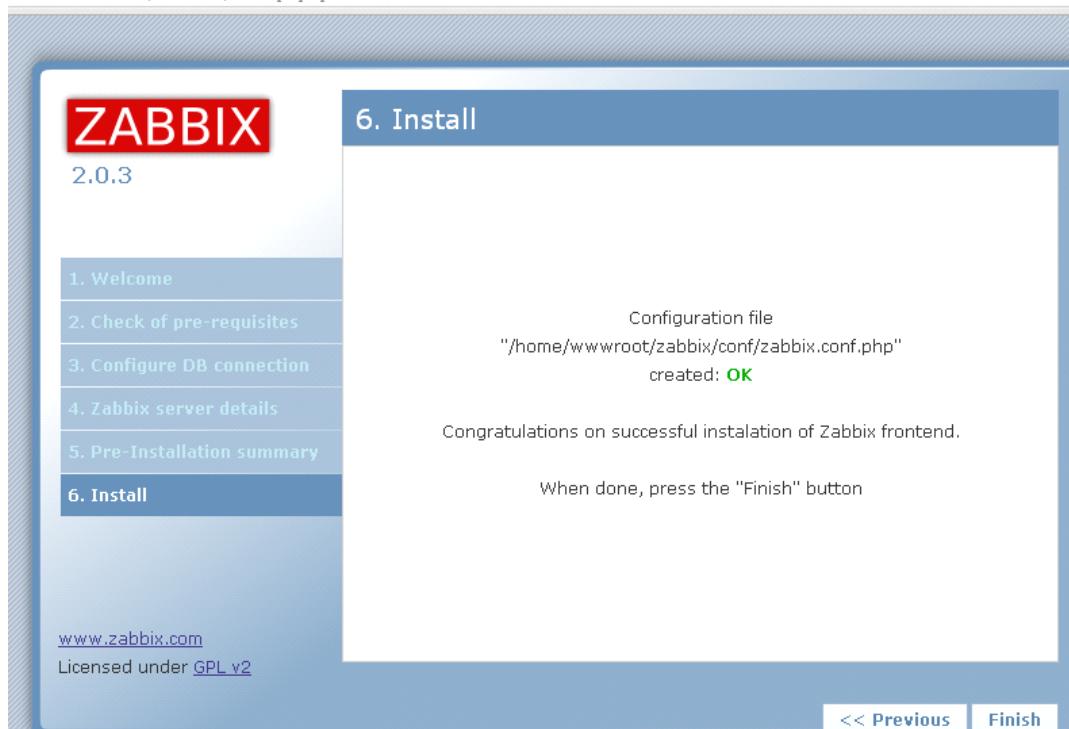 ZABBIX
2.0.3
1. Welcome
2. Check of pre-requisites
3. Configure DB connection
4. Zabbix server details
5. Pre-Installation summary
6. Install
www.zabbix.com
Licensed under GPL v2
6. Install
Configuration file
"/home/wwwroot/zabbix/conf/zabbix.conf.php"
created: OK
Congratulations on successful instalation of Zabbix frontend.
When done, press the "Finish" button
<< Previous
Finish